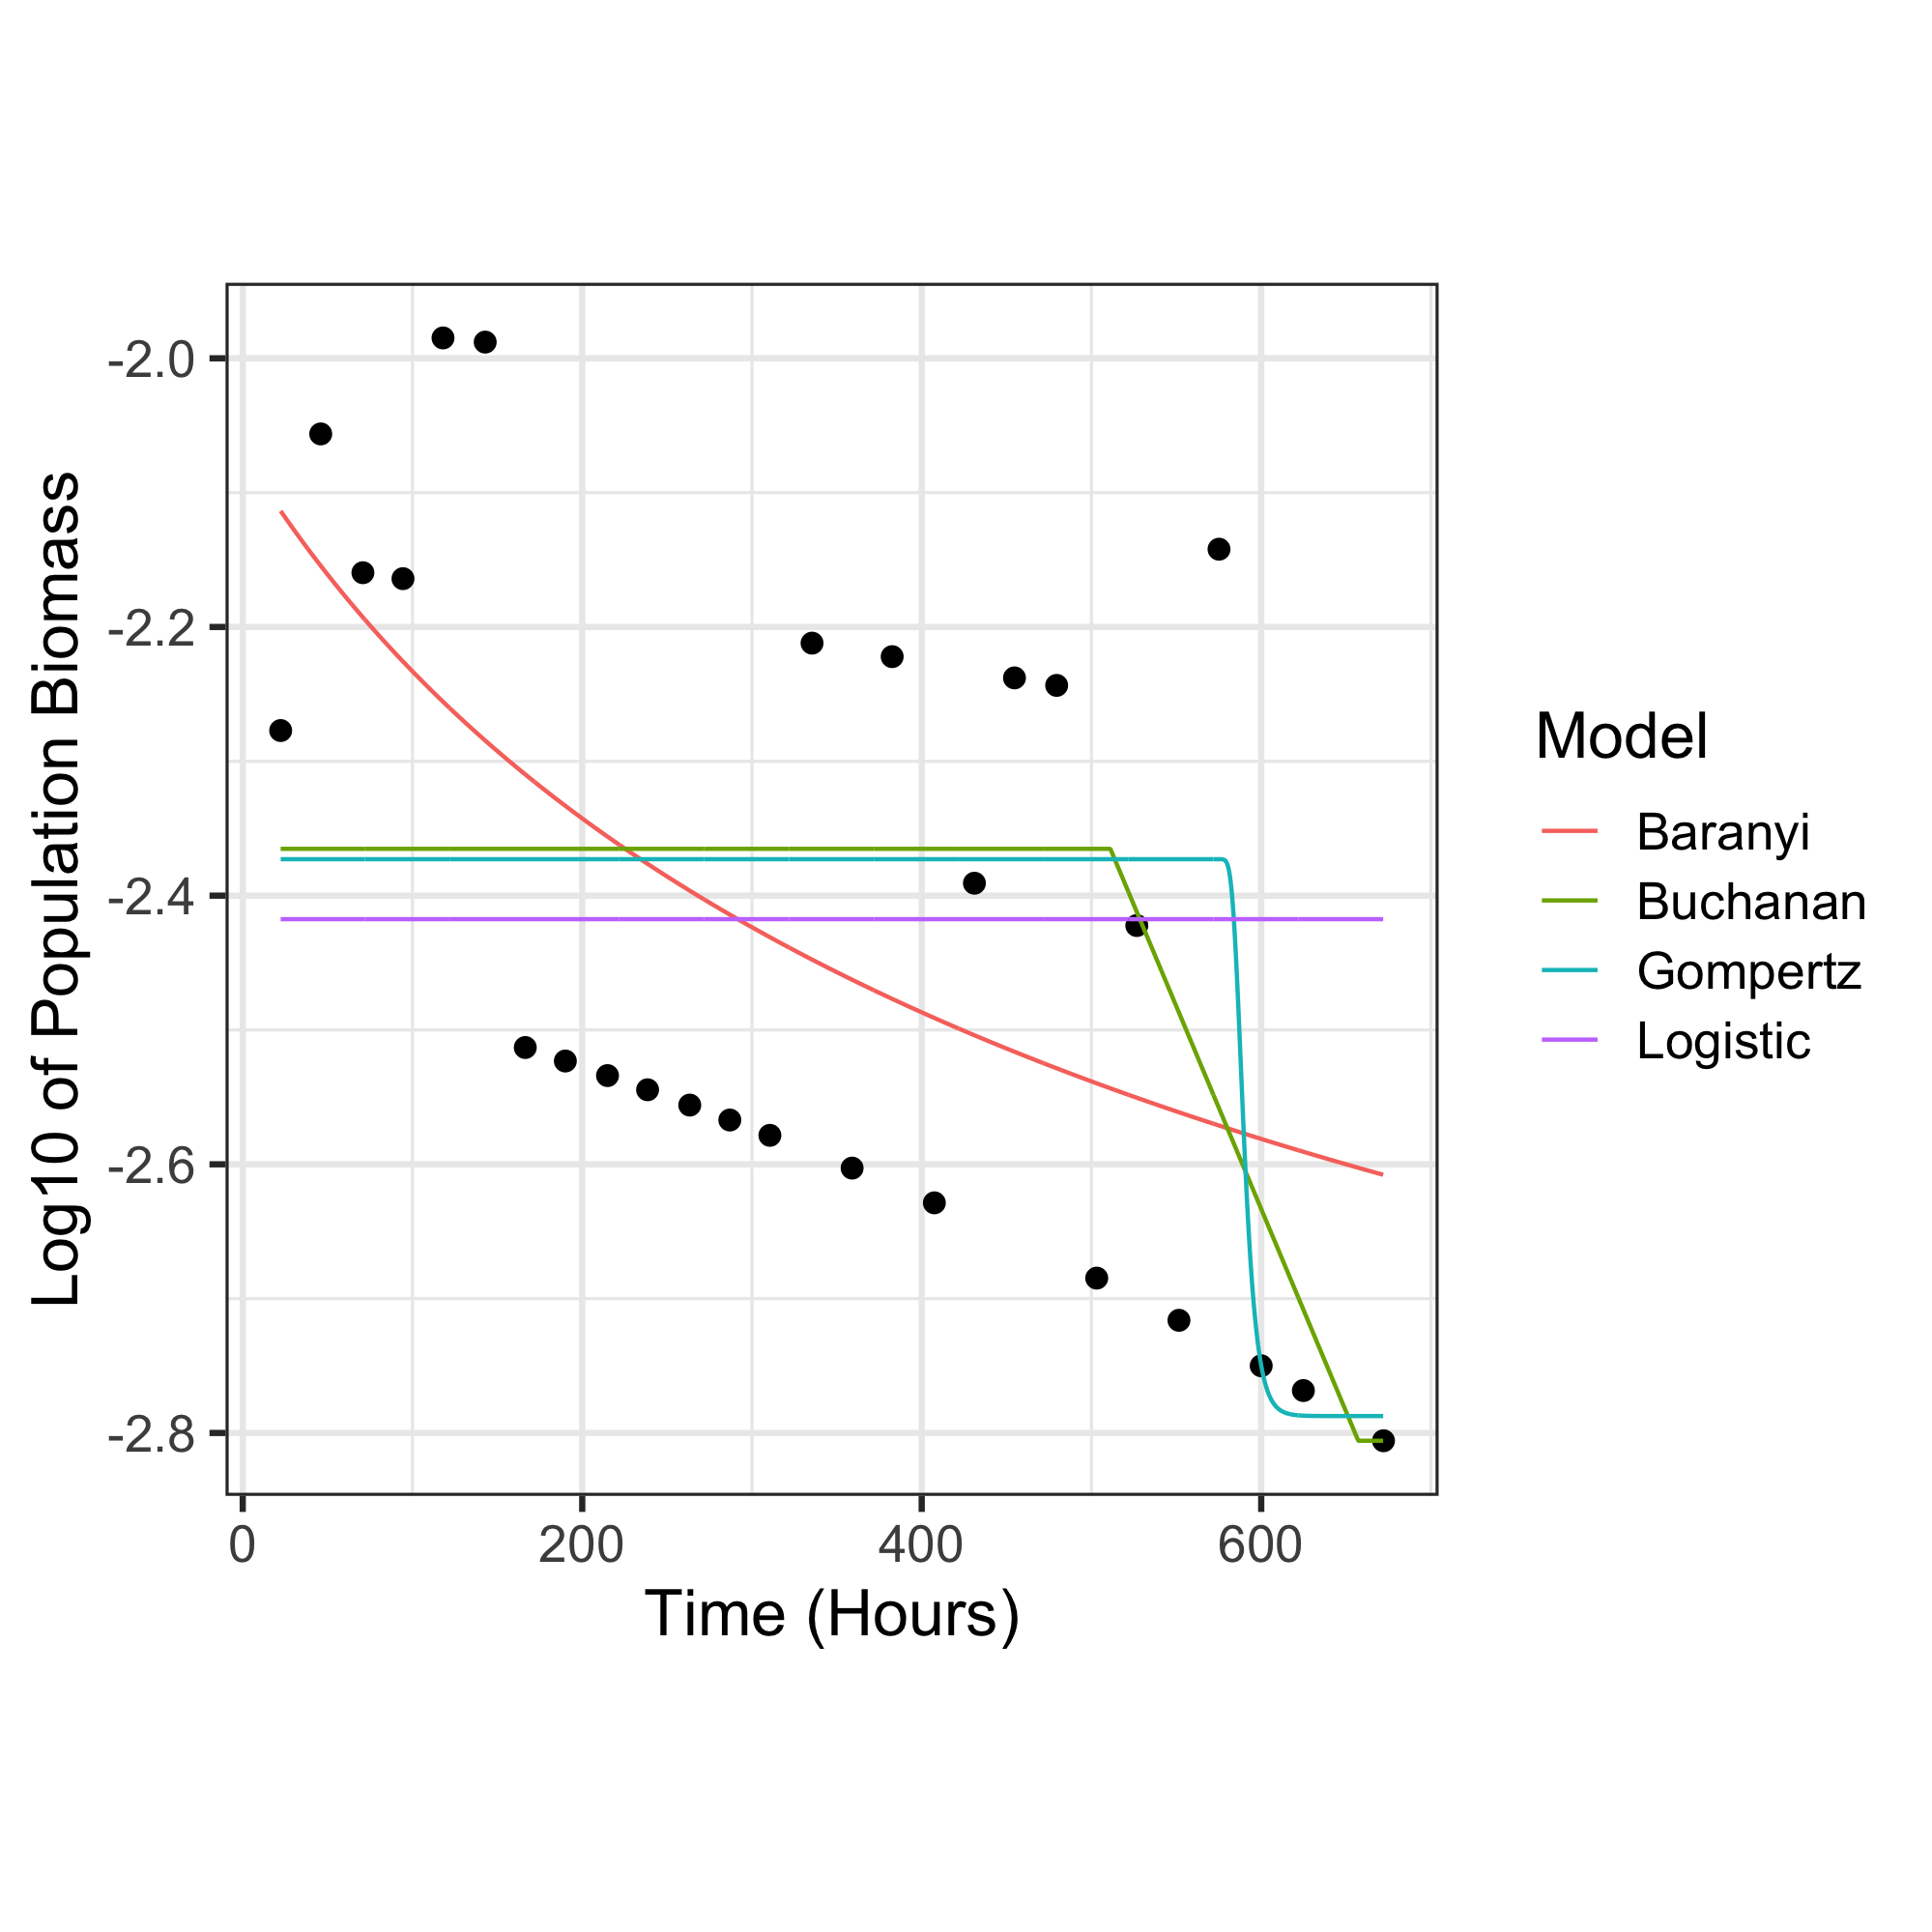 Log10 of Population Biomass
-2.0
-2.2
-2.4
-2.6
-2.8
0 200 400 600
Time (Hours)
Model
Baranyi
Buchanan
Gompertz
Logistic